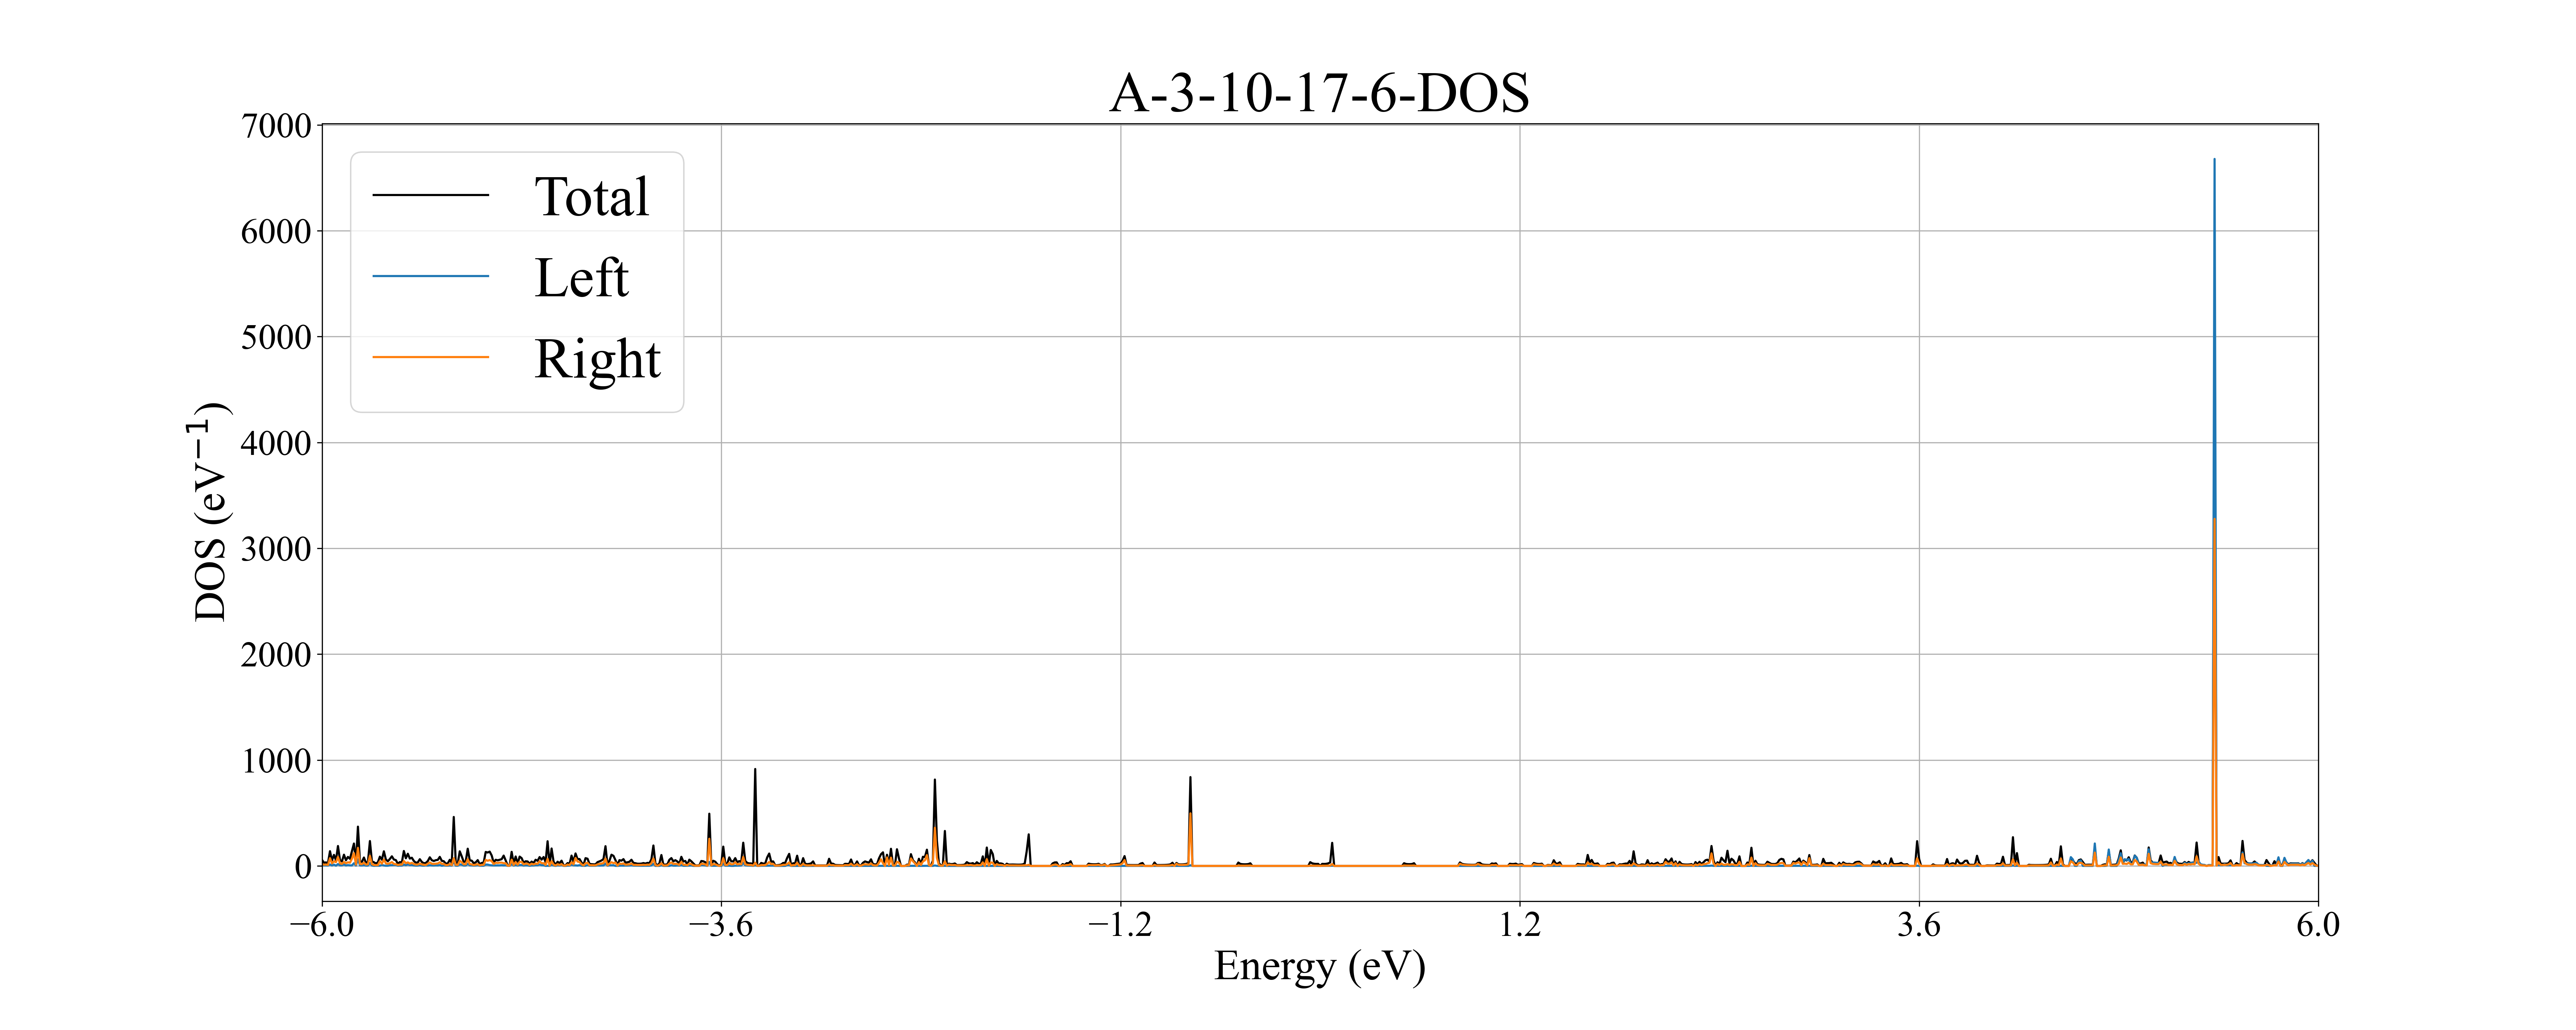 A-3-10-17-6-DOS
7000
6000
5000
4000
3000
2000
1000
0
DOS (eV⁻¹)
Total
Left
Right
−6.0
−3.6
−1.2
1.2
3.6
6.0
Energy (eV)